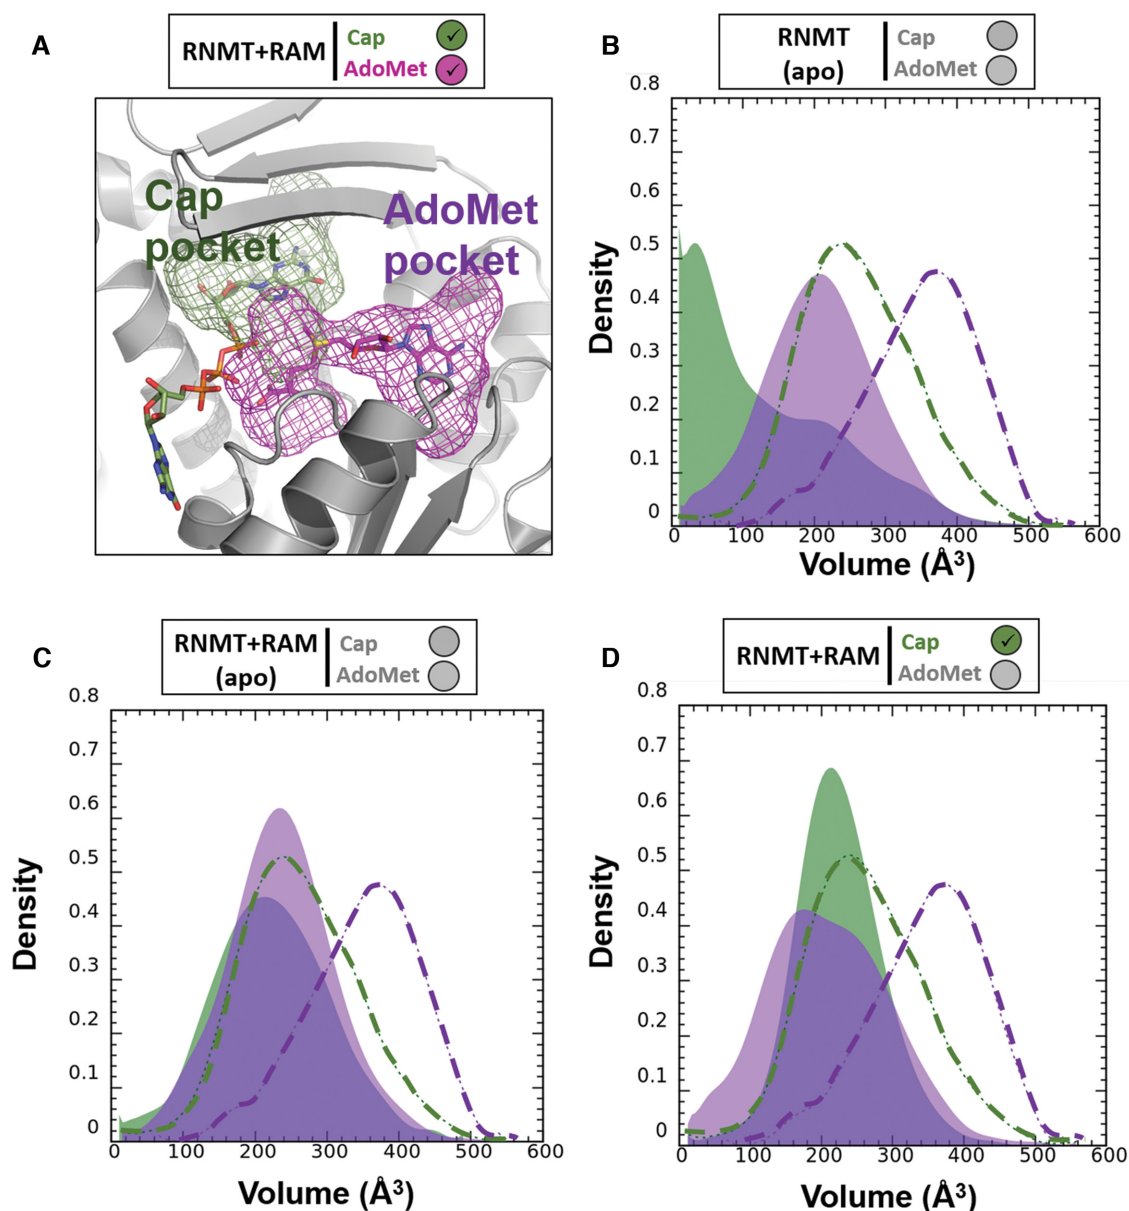 A
RNMT+RAM
Cap ✓
AdoMet ✓
Cap
pocket
AdoMet
pocket
B
RNMT
(apo)
Cap
AdoMet
0.8
0.7
0.6
0.5
0.4
0.3
0.2
0.1
0
Density
100 200 300 400 500 600
Volume (Å3)
C
RNMT+RAM
(apo)
Cap
AdoMet
0.8
0.7
0.6
0.5
0.4
0.3
0.2
0.1
0
Density
0 100 200 300 400 500 600
Volume (Å3)
D
RNMT+RAM
Cap ✓
AdoMet
0.8
0.7
0.6
0.5
0.4
0.3
0.2
0.1
0
Density
0 100 200 300 400 500 600
Volume (Å3)